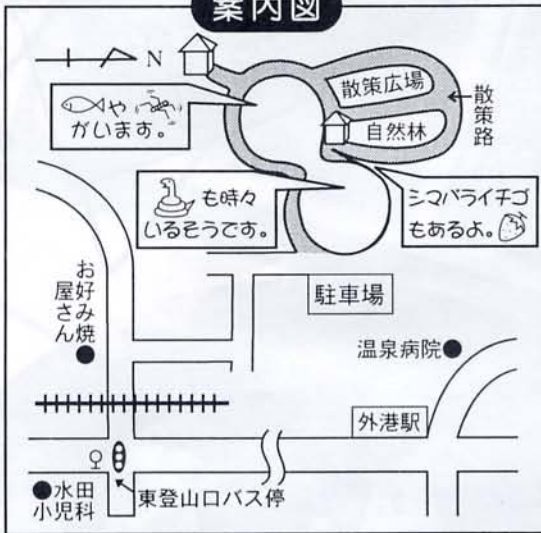 案内図
N
散策広場
散策路
自然林
や
がいます。
も時々
いるそうです。
シマバライチゴ
もあるよ。
お好み焼
屋さん
駐車場
温泉病院
外港駅
水田
小児科
東登山口バス停